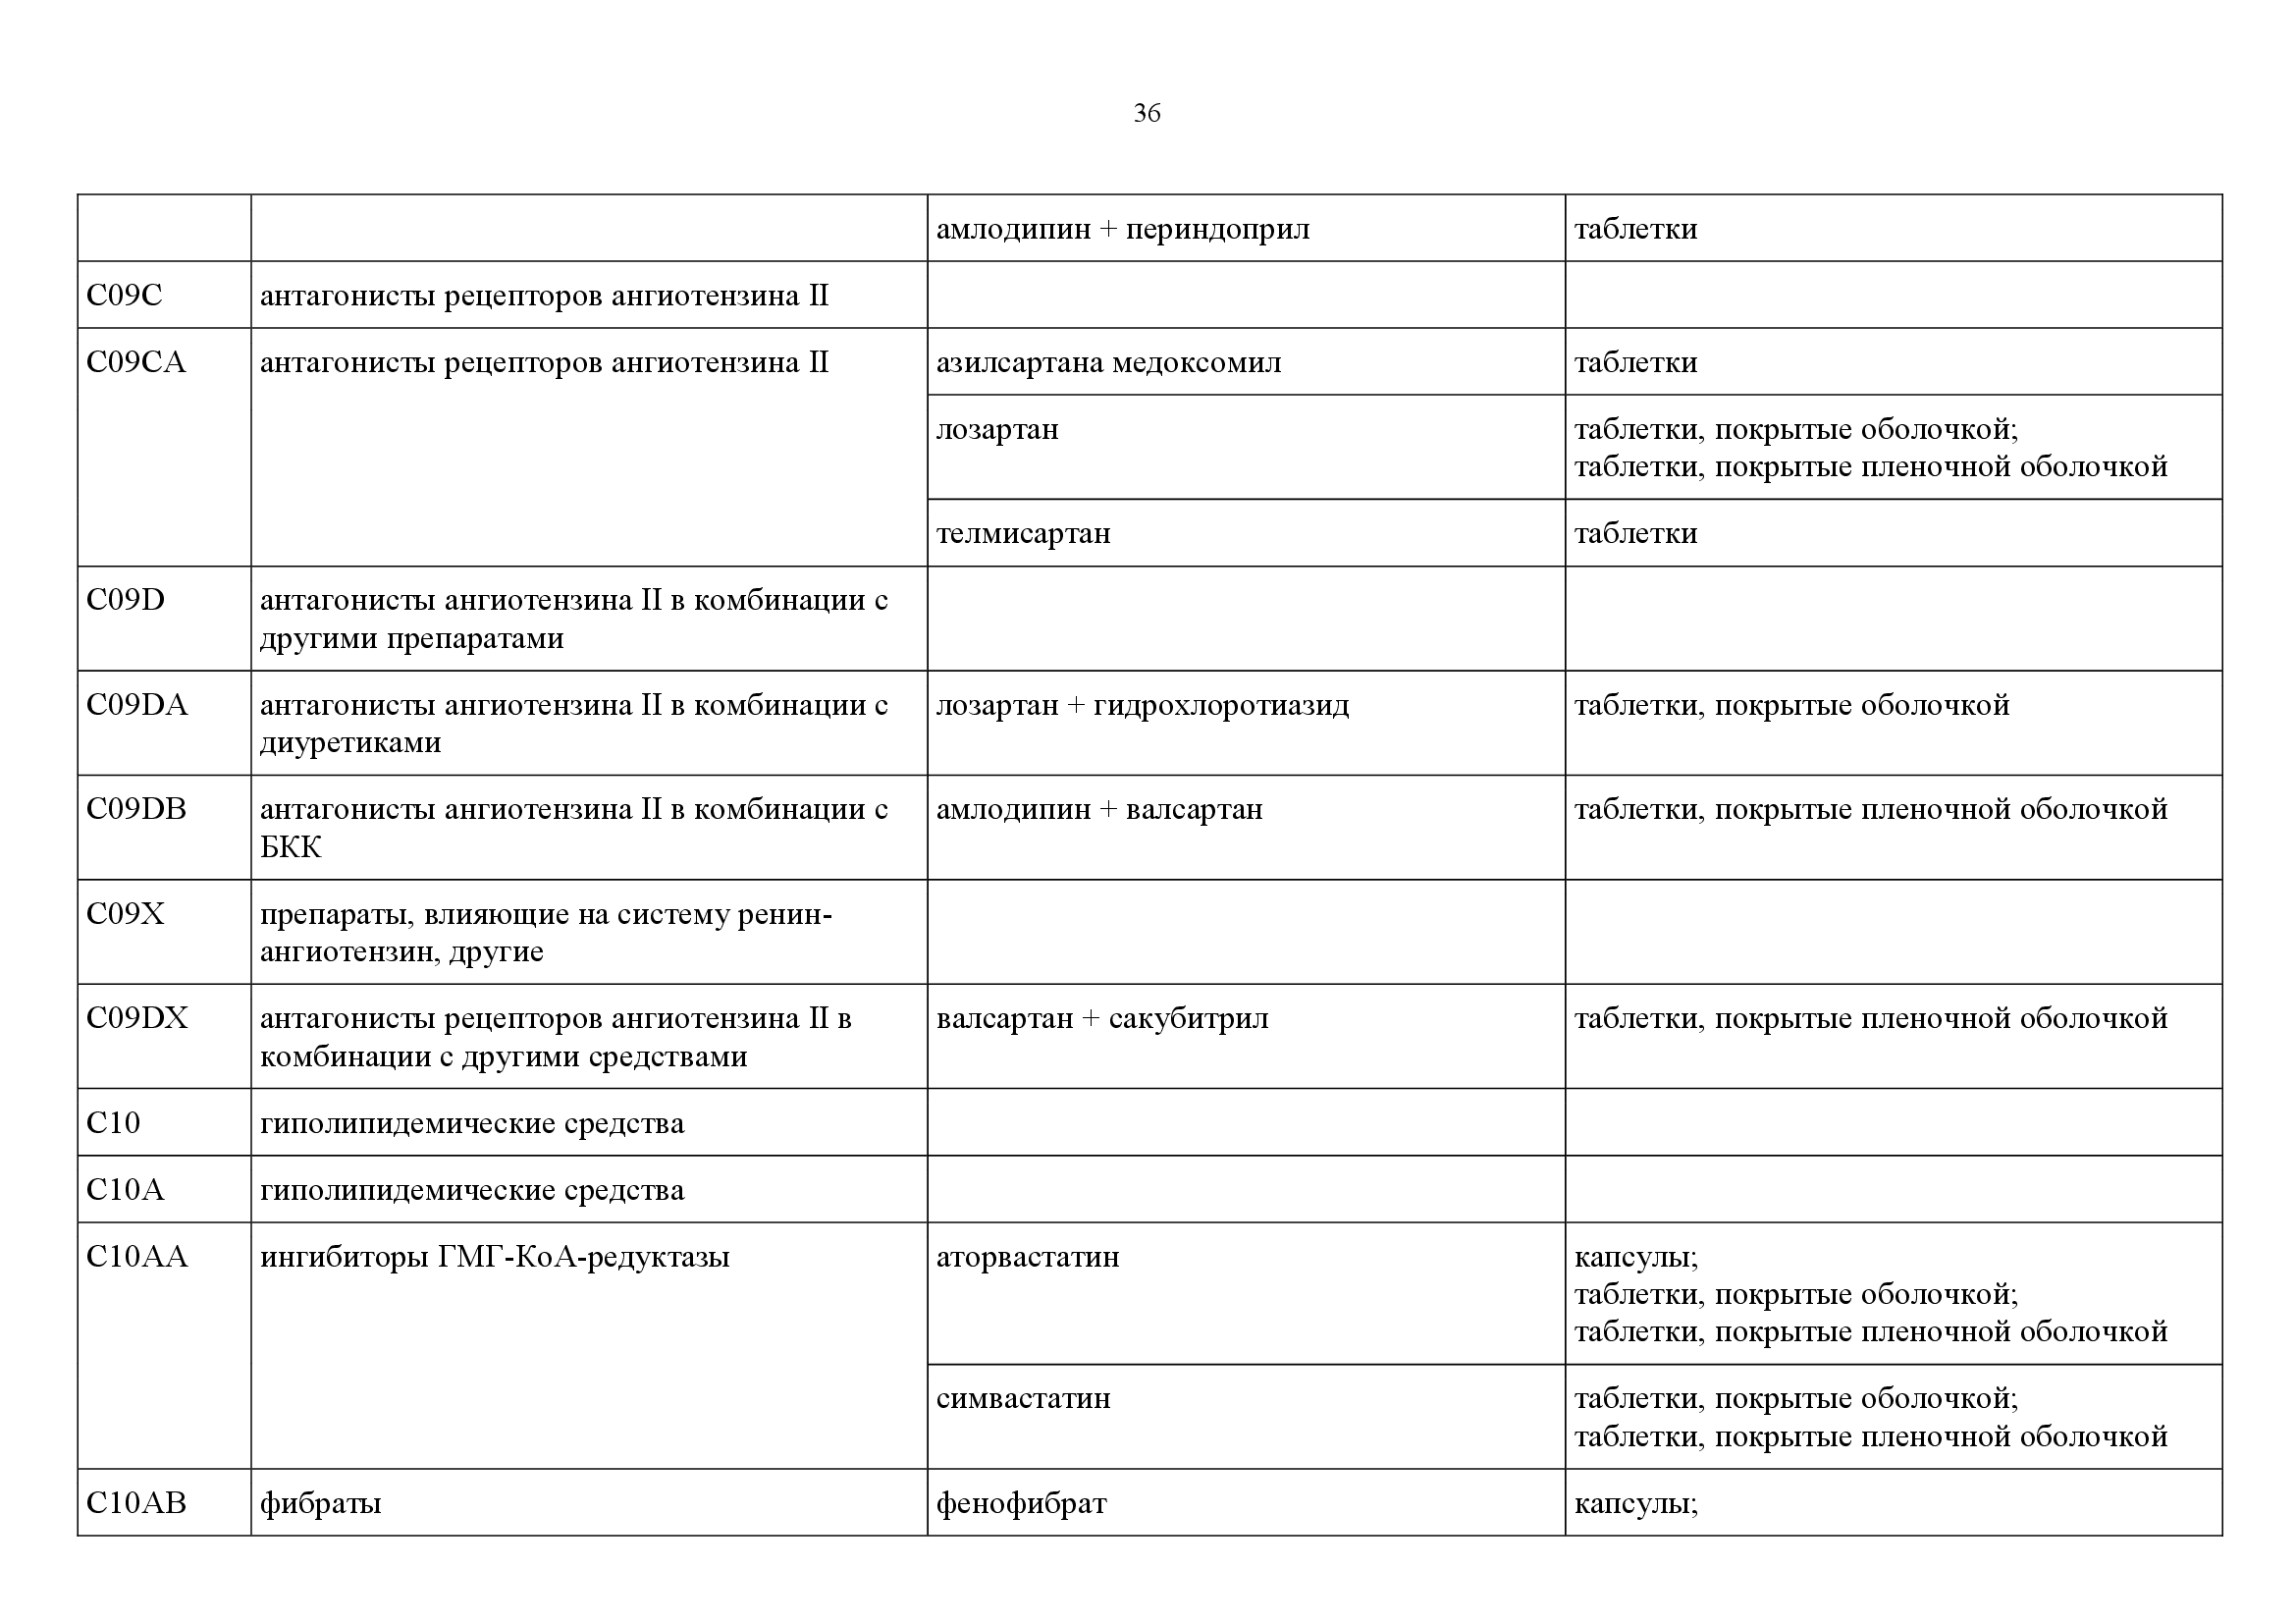 36
амлодипин + периндоприл
таблетки
C09C
антагонисты рецепторов ангиотензина II
C09CA
антагонисты рецепторов ангиотензина II
азилсартана медоксомил
таблетки
лозартан
таблетки, покрытые оболочкой;
таблетки, покрытые пленочной оболочкой
телмисартан
таблетки
C09D
антагонисты ангиотензина II в комбинации с
другими препаратами
C09DA
антагонисты ангиотензина II в комбинации с
диуретиками
лозартан + гидрохлоротиазид
таблетки, покрытые оболочкой
C09DB
антагонисты ангиотензина II в комбинации с
БКК
амлодипин + валсартан
таблетки, покрытые пленочной оболочкой
C09X
препараты, влияющие на систему ренин-
ангиотензин, другие
C09DX
антагонисты рецепторов ангиотензина II в
комбинации с другими средствами
валсартан + сакубитрил
таблетки, покрытые пленочной оболочкой
C10
гиполипидемические средства
C10A
гиполипидемические средства
C10AA
ингибиторы ГМГ-КоА-редуктазы
аторвастатин
капсулы;
таблетки, покрытые оболочкой;
таблетки, покрытые пленочной оболочкой
симвастатин
таблетки, покрытые оболочкой;
таблетки, покрытые пленочной оболочкой
C10AB
фибраты
фенофибрат
капсулы;